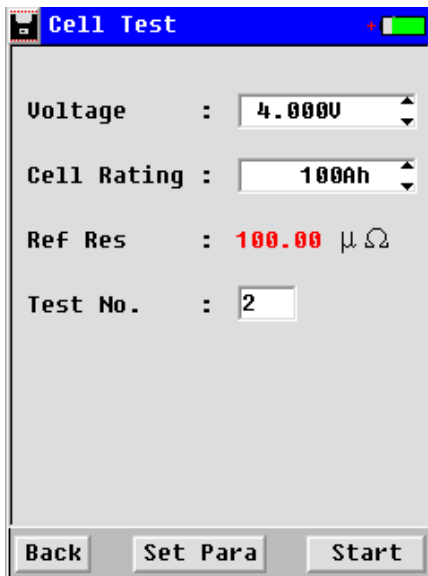 Cell Test
Voltage : 4.000V
Cell Rating : 100Ah
Ref Res : 100.00 μΩ
Test No. : 2
Back Set Para Start